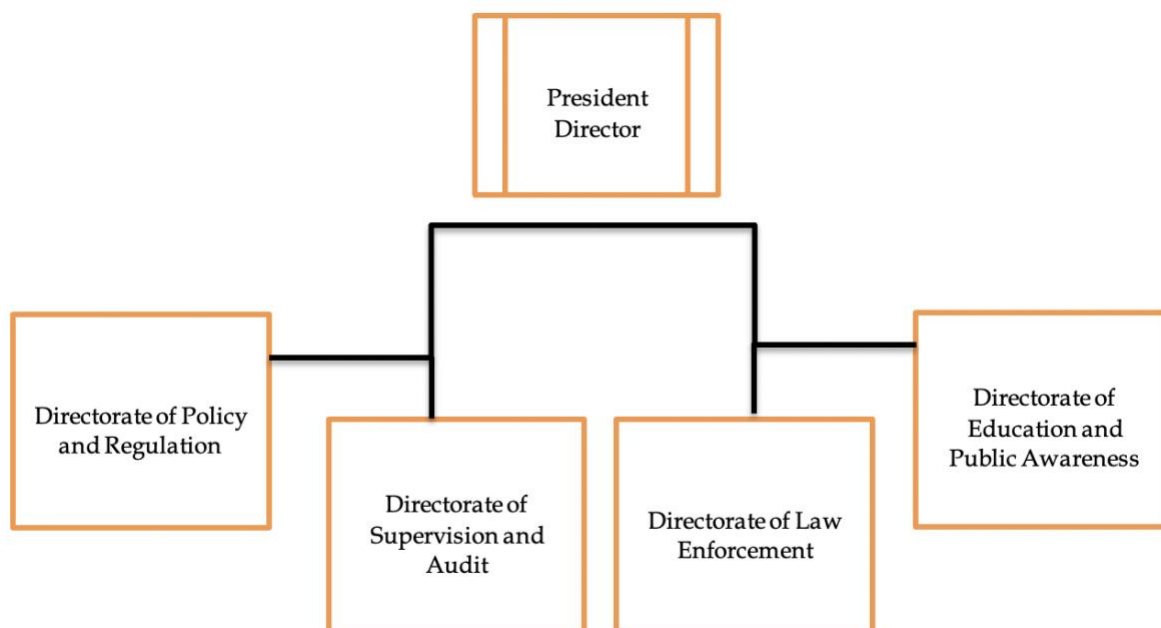 President
Director
Directorate of Policy
and Regulation
Directorate of
Supervision and
Audit
Directorate of Law
Enforcement
Directorate of
Education and
Public Awareness